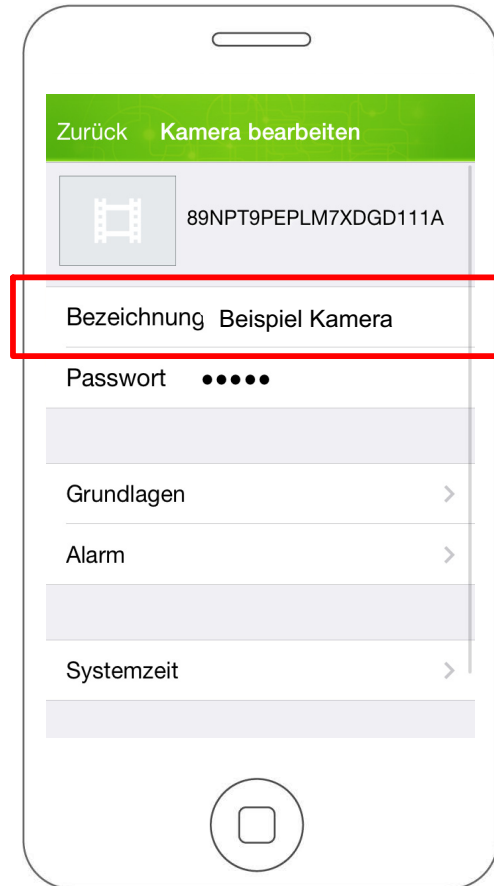 Zurück Kamera bearbeiten
89NPT9PEPLM7XDGD111A
Bezeichnung Beispiel Kamera
Passwort •••••
Grundlagen
Alarm
Systemzeit